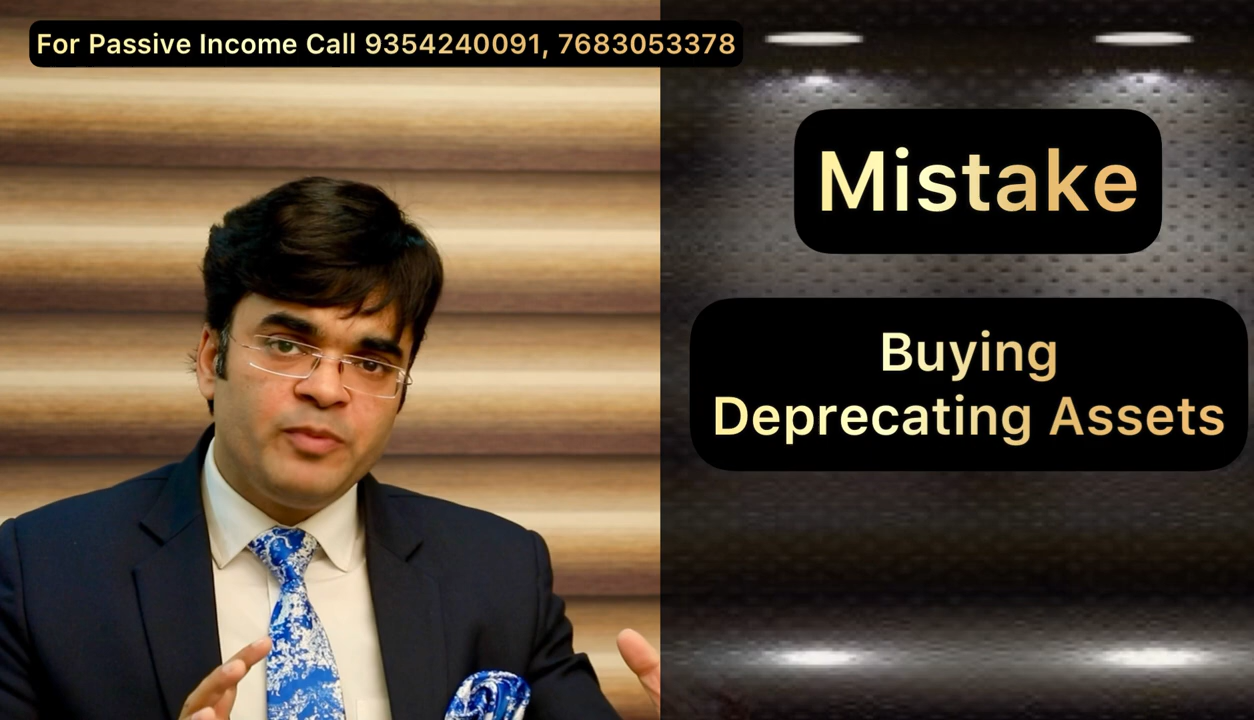 For Passive Income Call 9354240091, 7683053378
Mistake
Buying
Deprecating Assets